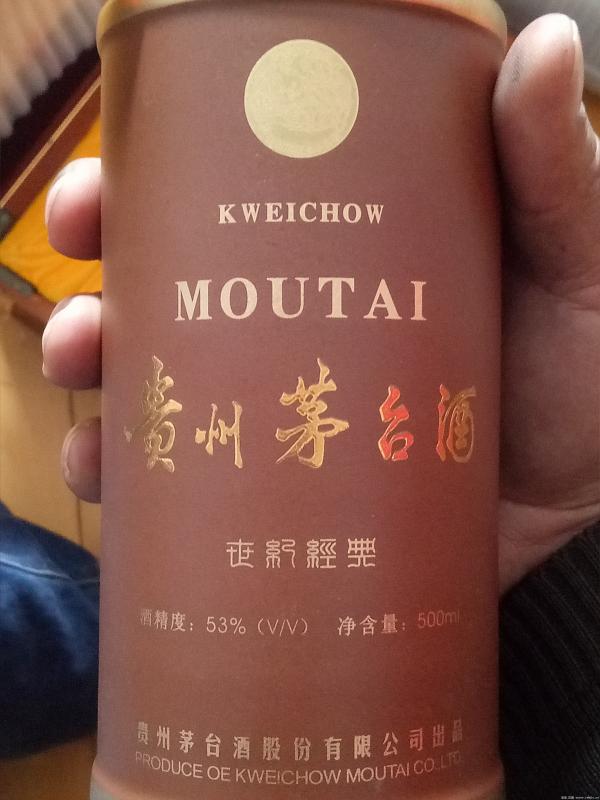 KWEICHOW
MOUTAI
贵州茅台酒
世紀經典
酒精度：53%（V/V） 净含量：500ml
贵州茅台酒股份有限公司出品
PRODUCE OE KWEICHOW MOUTAI CO.,LTD.